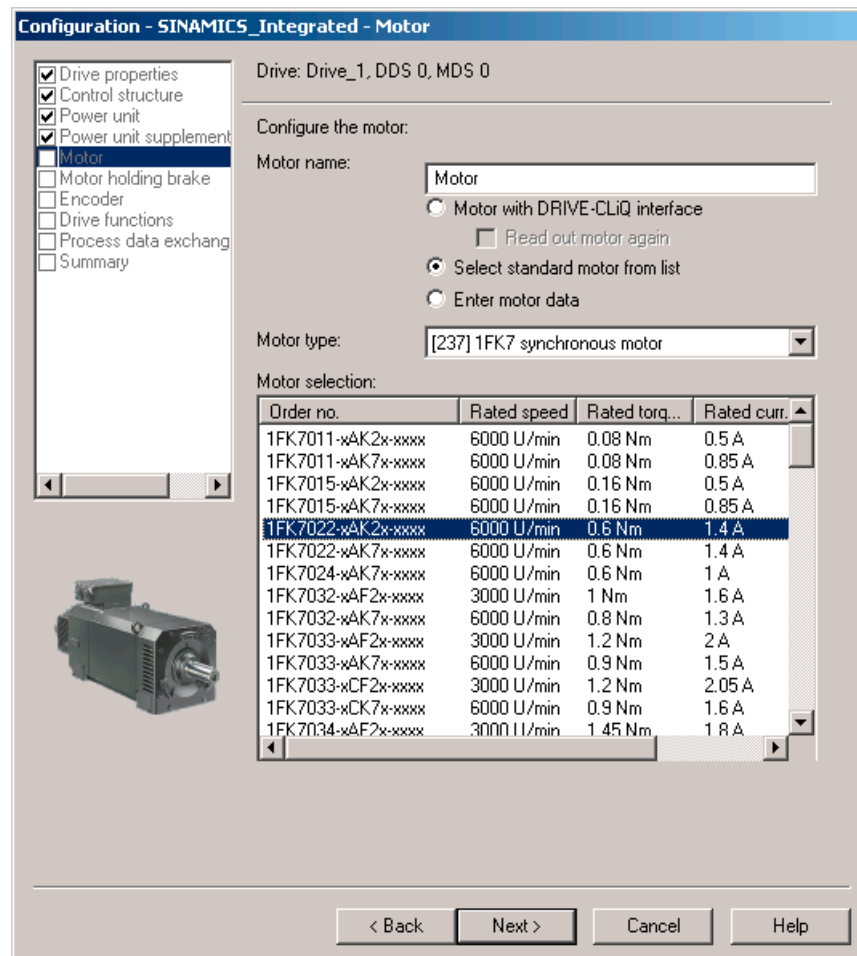 Configuration - SINAMICS_Integrated - Motor
Drive properties
Control structure
Power unit
Power unit supplement
Motor
Motor holding brake
Encoder
Drive functions
Process data exchang
Summary
Drive: Drive_1, DDS 0, MDS 0
Configure the motor:
Motor name:
Motor
Motor with DRIVE-CLiQ interface
Read out motor again
Select standard motor from list
Enter motor data
Motor type:
[237] 1FK7 synchronous motor
Motor selection:
Order no. Rated speed Rated torq... Rated curr.
1FK7011-xAK2x-xxxx 6000 U/min 0.08 Nm 0.5 A
1FK7011-xAK7x-xxxx 6000 U/min 0.08 Nm 0.85 A
1FK7015-xAK2x-xxxx 6000 U/min 0.16 Nm 0.5 A
1FK7015-xAK7x-xxxx 6000 U/min 0.16 Nm 0.85 A
1FK7022-xAK2x-xxxx 6000 U/min 0.6 Nm 1.4 A
1FK7022-xAK7x-xxxx 6000 U/min 0.6 Nm 1.4 A
1FK7024-xAK7x-xxxx 6000 U/min 0.6 Nm 1 A
1FK7032-xAF2x-xxxx 3000 U/min 1 Nm 1.6 A
1FK7032-xAK7x-xxxx 6000 U/min 0.8 Nm 1.3 A
1FK7033-xAF2x-xxxx 3000 U/min 1.2 Nm 2 A
1FK7033-xAK7x-xxxx 6000 U/min 0.9 Nm 1.5 A
1FK7033-xCF2x-xxxx 3000 U/min 1.2 Nm 2.05 A
1FK7033-xCK7x-xxxx 6000 U/min 0.9 Nm 1.6 A
1FK7034-xAF2x-xxxx 3000 U/min 1.45 Nm 1.8 A
< Back
Next >
Cancel
Help